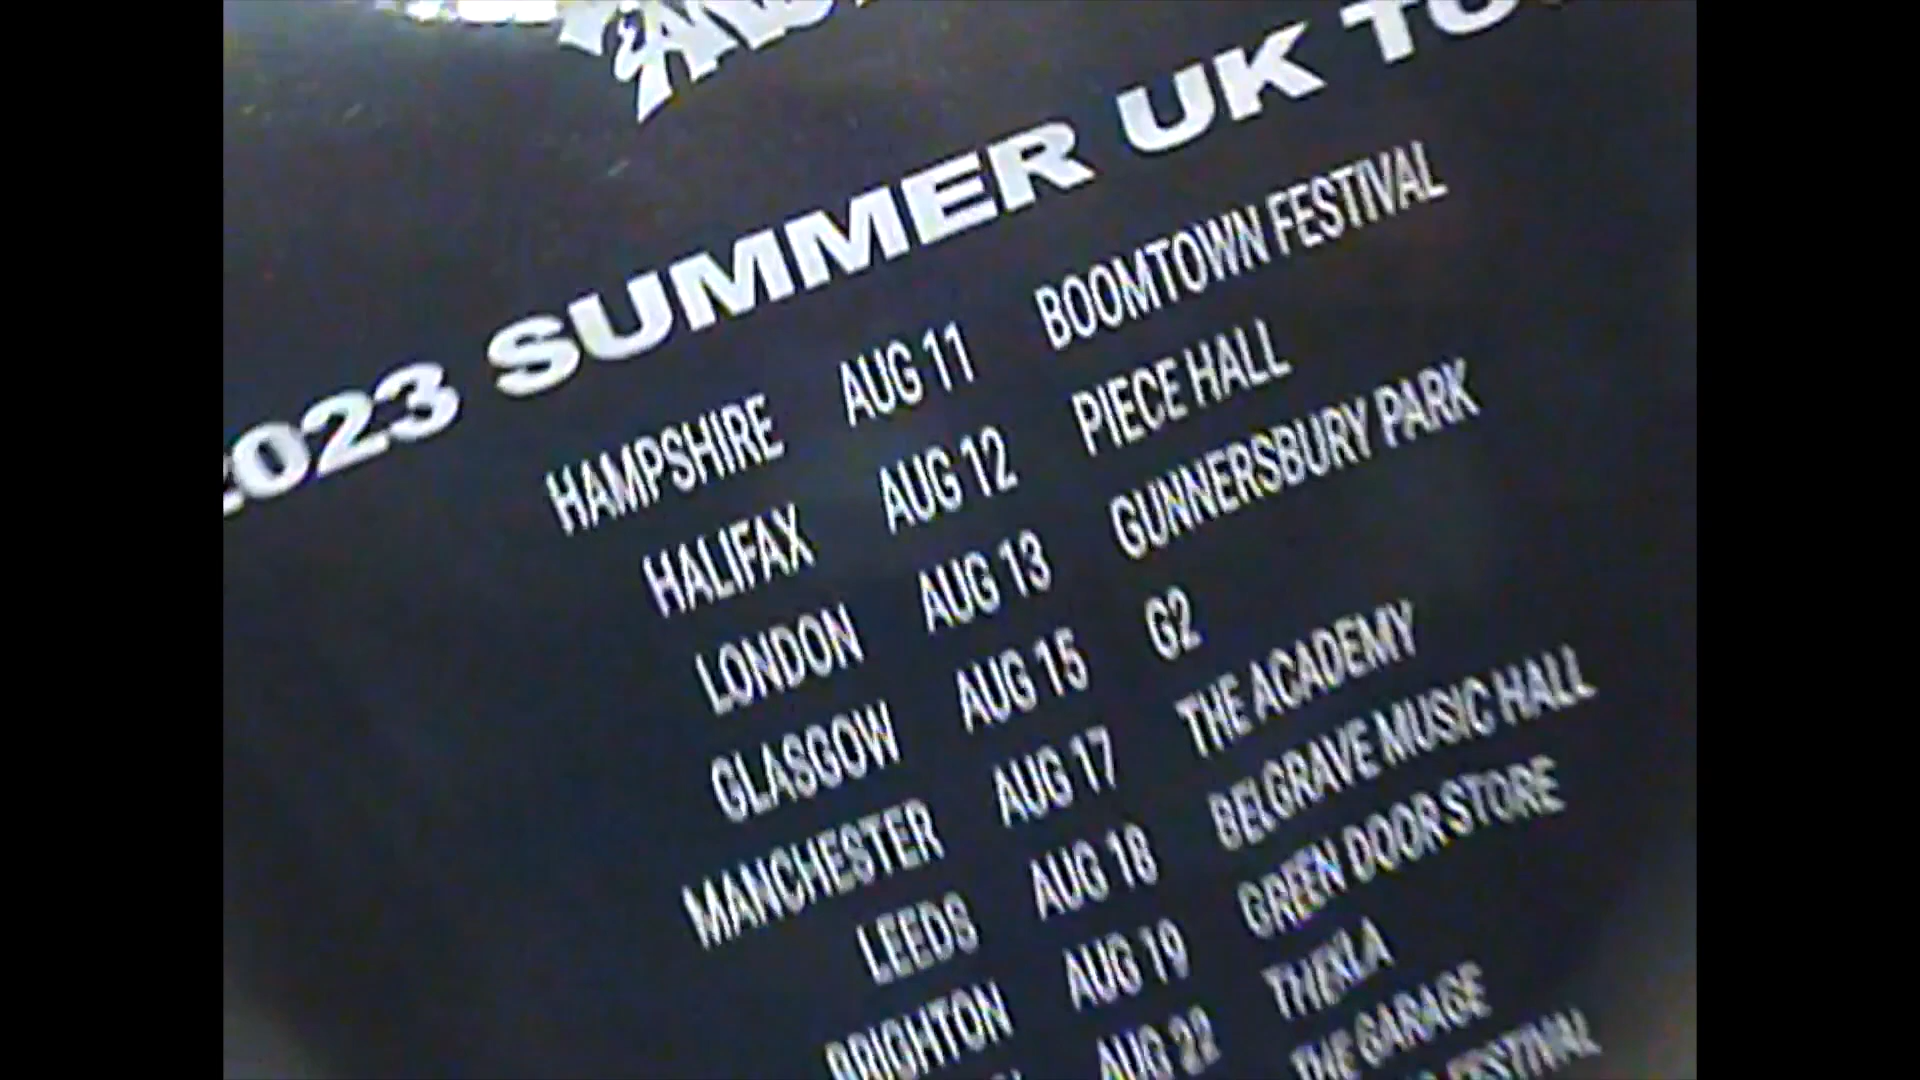 2023 SUMMER UK
HAMPSHIRE AUG 11 BOOMTOWN FESTIVAL
HALIFAX AUG 12 PIECE HALL
LONDON AUG 13 GUNNERSBURY PARK
GLASGOW AUG 15 G2
MANCHESTER AUG 17 THE ACADEMY
LEEDS AUG 18 BELGRAVE MUSIC HALL
BRIGHTON AUG 19 GREEN DOOR STORE
AUG 22 THEKLA
THE GARAGE
FESTIVAL